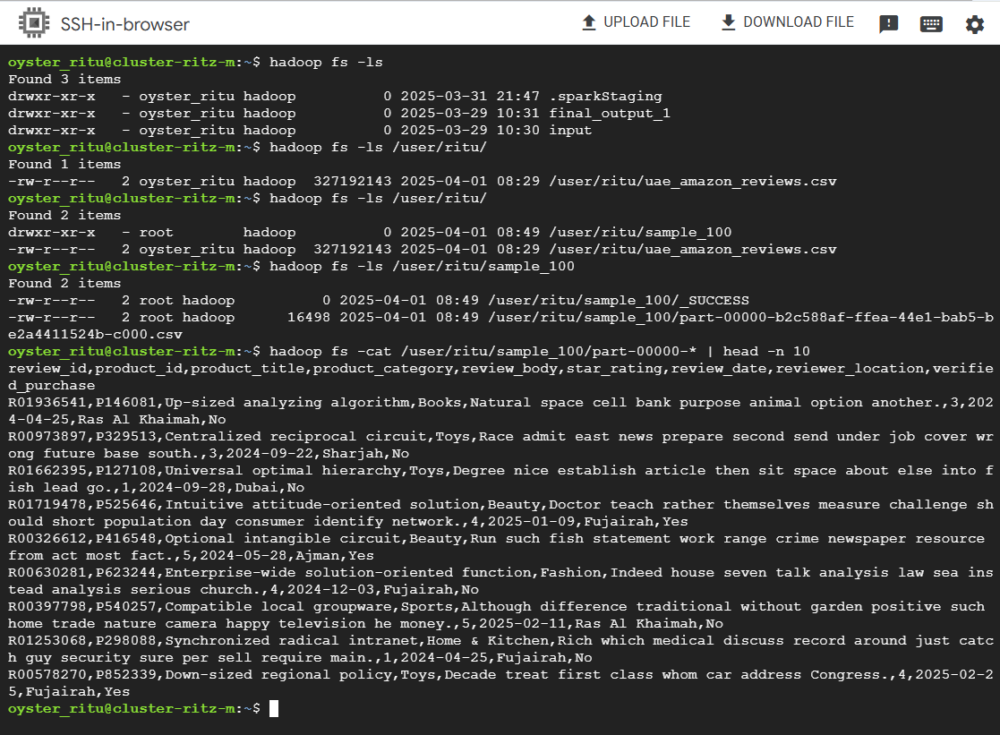 SSH-in-browser
UPLOAD FILE
DOWNLOAD FILE
oyster_ritu@cluster-ritz-m:~$ hadoop fs -ls
Found 3 items
drwxr-xr-x   - oyster_ritu hadoop          0 2025-03-31 21:47 .sparkStaging
drwxr-xr-x   - oyster_ritu hadoop          0 2025-03-29 10:31 final_output_1
drwxr-xr-x   - oyster_ritu hadoop          0 2025-03-29 10:30 input
oyster_ritu@cluster-ritz-m:~$ hadoop fs -ls /user/ritu/
Found 1 items
-rw-r--r--   2 oyster_ritu hadoop  327192143 2025-04-01 08:29 /user/ritu/uae_amazon_reviews.csv
oyster_ritu@cluster-ritz-m:~$ hadoop fs -ls /user/ritu/
Found 2 items
drwxr-xr-x   - root        hadoop          0 2025-04-01 08:49 /user/ritu/sample_100
-rw-r--r--   2 oyster_ritu hadoop  327192143 2025-04-01 08:29 /user/ritu/uae_amazon_reviews.csv
oyster_ritu@cluster-ritz-m:~$ hadoop fs -ls /user/ritu/sample_100
Found 2 items
-rw-r--r--   2 root hadoop          0 2025-04-01 08:49 /user/ritu/sample_100/_SUCCESS
-rw-r--r--   2 root hadoop      16498 2025-04-01 08:49 /user/ritu/sample_100/part-00000-b2c588af-ffea-44e1-bab5-b
e2a4411524b-c000.csv
oyster_ritu@cluster-ritz-m:~$ hadoop fs -cat /user/ritu/sample_100/part-00000-* | head -n 10
review_id,product_id,product_title,product_category,review_body,star_rating,review_date,reviewer_location,verifie
d_purchase
R01936541,P146081,Up-sized analyzing algorithm,Books,Natural space cell bank purpose animal option another.,3,202
4-04-25,Ras Al Khaimah,No
R00973897,P329513,Centralized reciprocal circuit,Toys,Race admit east news prepare second send under job cover wr
ong future base south.,3,2024-09-22,Sharjah,No
R01662395,P127108,Universal optimal hierarchy,Toys,Degree nice establish article then sit space about else into f
ish lead go.,1,2024-09-28,Dubai,No
R01719478,P525646,Intuitive attitude-oriented solution,Beauty,Doctor teach rather themselves measure challenge sh
ould short population day consumer identify network.,4,2025-01-09,Fujairah,Yes
R00326612,P416548,Optional intangible circuit,Beauty,Run such fish statement work range crime newspaper resource
from act most fact.,5,2024-05-28,Ajman,Yes
R00630281,P623244,Enterprise-wide solution-oriented function,Fashion,Indeed house seven talk analysis law sea ins
tead analysis serious church.,4,2024-12-03,Fujairah,No
R00397798,P540257,Compatible local groupware,Sports,Although difference traditional without garden positive such
home trade nature camera happy television he money.,5,2025-02-11,Ras Al Khaimah,No
R01253068,P298088,Synchronized radical intranet,Home & Kitchen,Rich which medical discuss record around just catc
h guy security sure per sell require main.,1,2024-04-25,Fujairah,No
R00578270,P852339,Down-sized regional policy,Toys,Decade treat first class whom car address Congress.,4,2025-02-2
5,Fujairah,Yes
oyster_ritu@cluster-ritz-m:~$